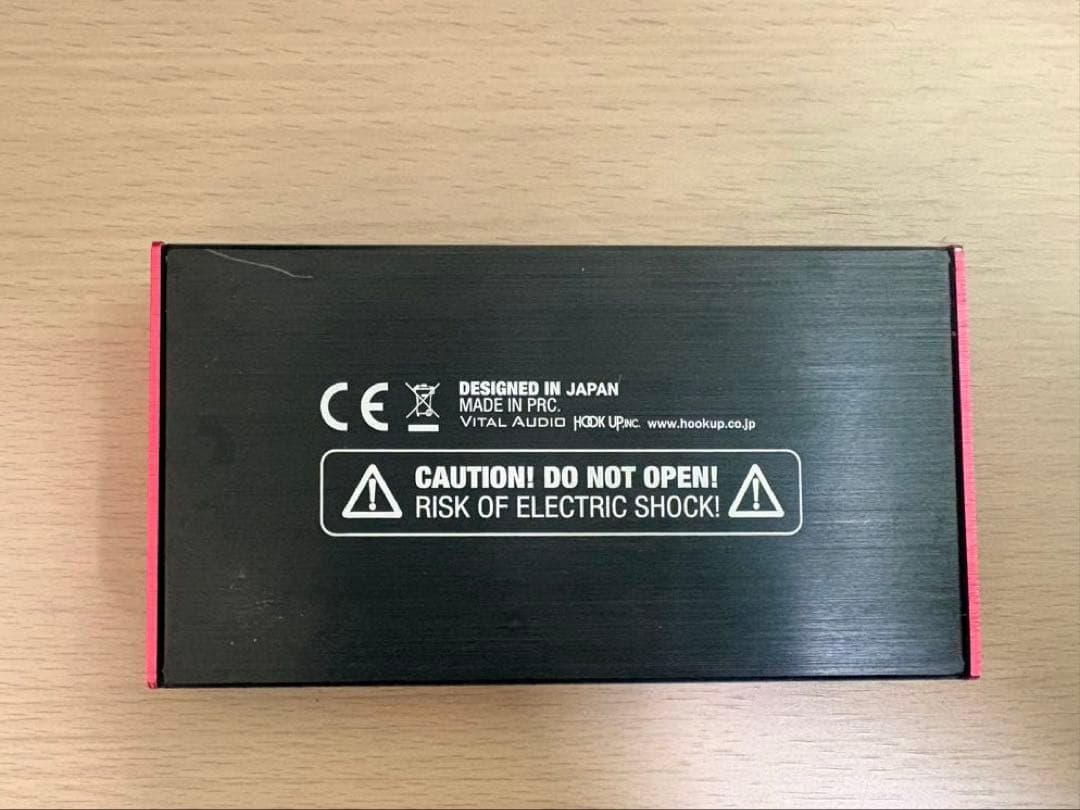 CE DESIGNED IN JAPAN
MADE IN PRC.
VITAL AUDIO HOOK UP,INC. www.hookup.co.jp
CAUTION! DO NOT OPEN!
RISK OF ELECTRIC SHOCK!